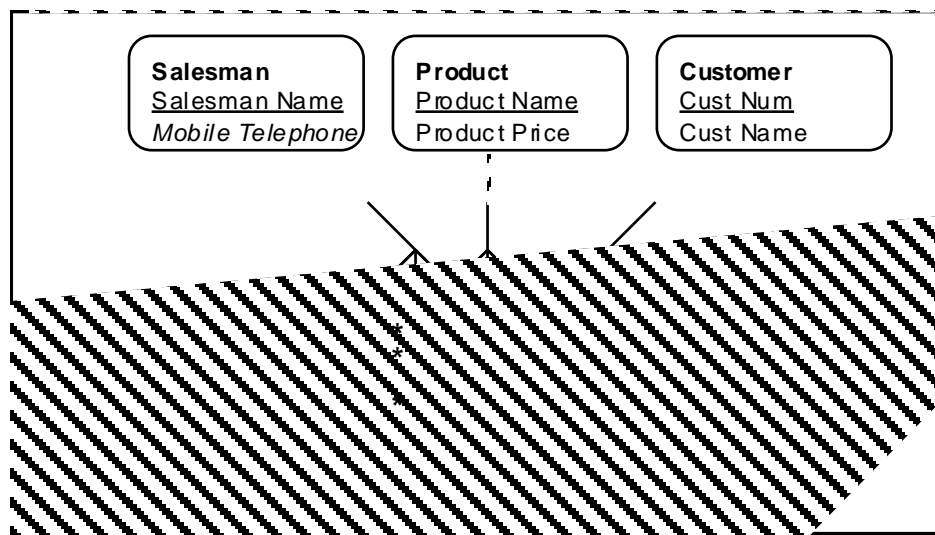 Salesman
Salesman Name
Mobile Telephone
Product
Product Name
Product Price
Customer
Cust Num
Cust Name
*
*
*